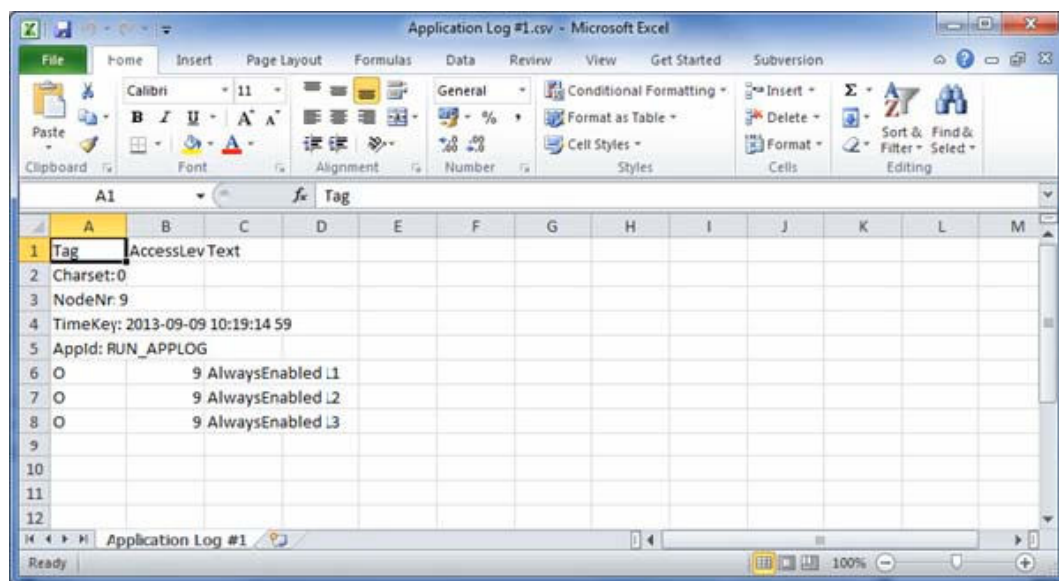 Application Log #1.csv - Microsoft Excel
File Home Insert Page Layout Formulas Data Review View Get Started Subversion
Calibri 11 General Conditional Formatting Insert Σ
Paste B I U A A % , Format as Table Delete Sort & Find &
A Cell Styles Format Filter Select
Clipboard Font Alignment Number Styles Cells Editing
A1 fx Tag
A B C D E F G H I J K L M
1 Tag AccessLev Text
2 Charset: 0
3 NodeNr: 9
4 TimeKey: 2013-09-09 10:19:14 59
5 AppId: RUN_APPLOG
6 O 9 AlwaysEnabled L1
7 O 9 AlwaysEnabled L2
8 O 9 AlwaysEnabled L3
9
10
11
12
Application Log #1
Ready 100%